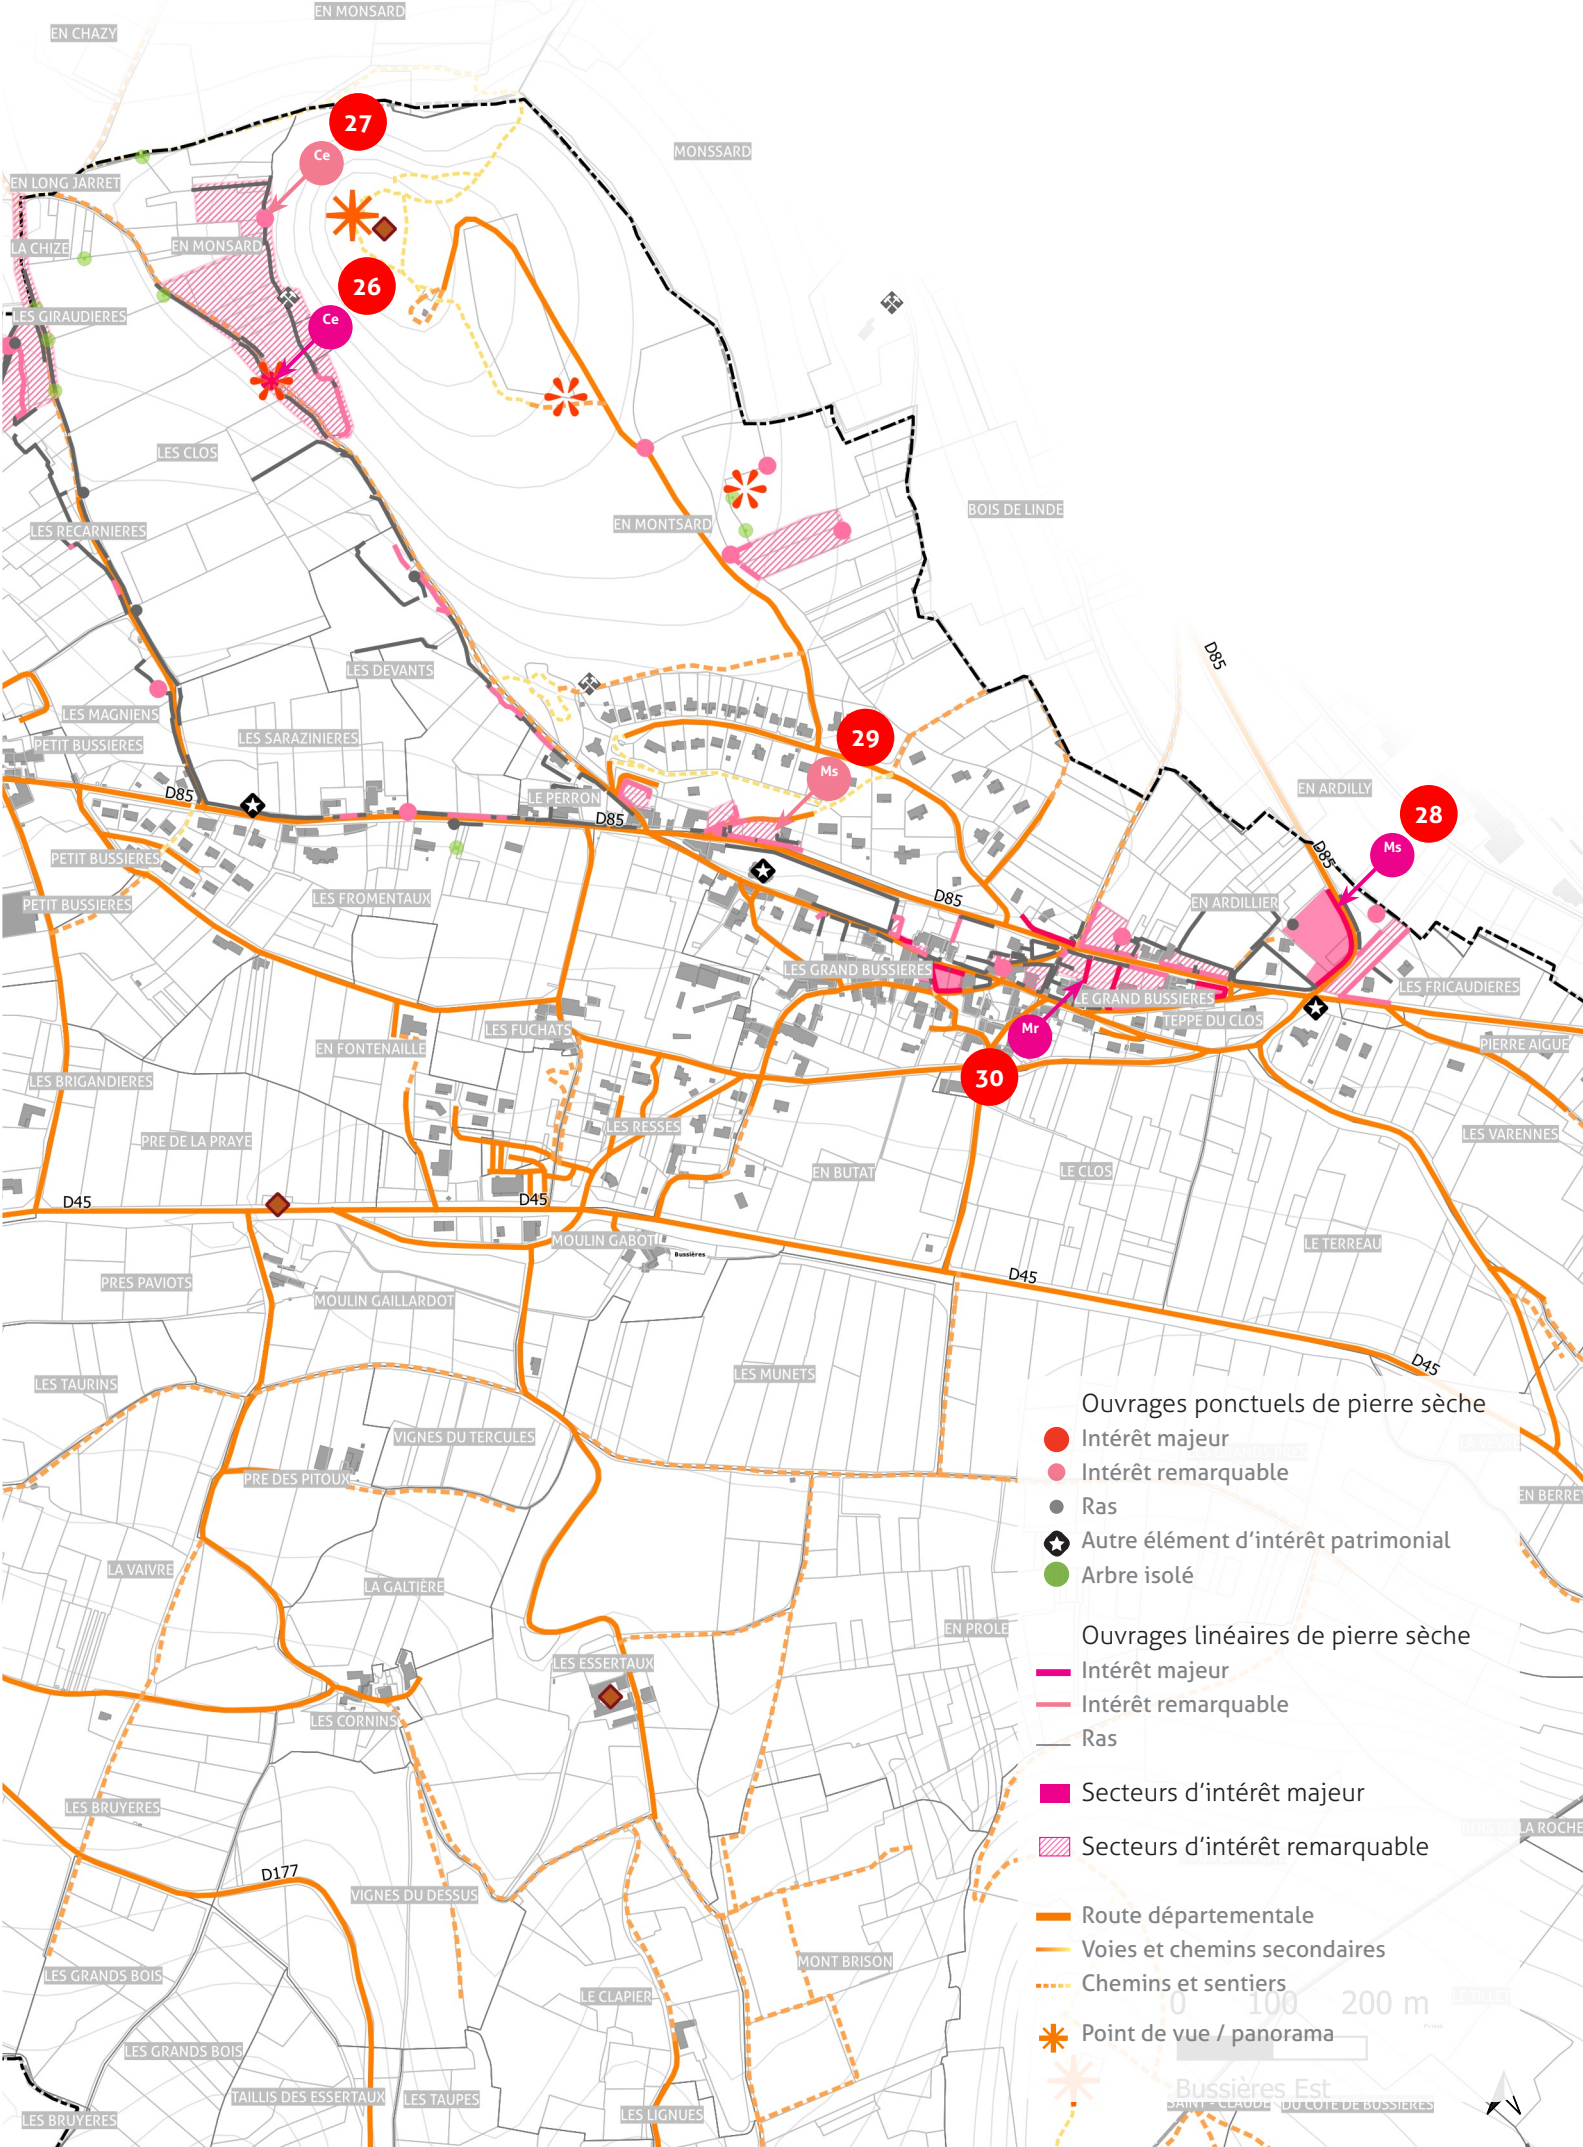 EN MONSARD
EN CHAZY
27
MONSSARD
Ce
EN LONG JARRET
LA CHIZE
EN MONSARD
26
Ce
LES GIRAUDIERES
LES CLOS
BOIS DE LINDE
EN MONTSARD
LES RECARNIERES
D85
LES DEVANTS
LES MAGNIENS
LES SARAZINIERES
29
PETIT BUSSIERES
Ms
EN ARDILLY
D85
LE PERRON
28
D85
D85
Ms
PETIT BUSSIERES
LES FROMENTAUX
D85
EN ARDILLIER
PETIT BUSSIERES
LES GRAND BUSSIERES
LES FRICAUDIERES
LE GRAND BUSSIERES
TEPPE DU CLOS
Mr
LES FUCHATS
PIERRE AIGUE
EN FONTENAILLE
30
LES BRIGANDIERES
LES RESSES
LES VARENNES
PRE DE LA PRAYE
EN BUTAT
LE CLOS
D45
D45
MOULIN GABOT
LE TERREAU
Bussières
D45
PRES PAVIOTS
MOULIN GAILLARDOT
D45
LES MUNETS
LES TAURINS
Ouvrages ponctuels de pierre sèche
Intérêt majeur
VIGNES DU TERCULES
Intérêt remarquable
PRE DES PITOUX
EN BERRE
Ras
Autre élément d'intérêt patrimonial
LA VAIVRE
Arbre isolé
LA GALTIÈRE
EN PROLE
Ouvrages linéaires de pierre sèche
LES ESSERTAUX
Intérêt majeur
Intérêt remarquable
LES CORNINS
Ras
Secteurs d'intérêt majeur
LES BRUYERES
LA ROCHE
Secteurs d'intérêt remarquable
D177
VIGNES DU DESSUS
Route départementale
Voies et chemins secondaires
MONT BRISON
LES GRANDS BOIS
Chemins et sentiers
LE CLAPIER
0 100 200 m
Point de vue / panorama
LES GRANDS BOIS
Bussières Est
TAILLIS DES ESSERTAUX
LES TAUPES
SAINT - CLAUDE
DU COTE DE BUSSIERES
LES LIGNUES
LES BRUYERES
N